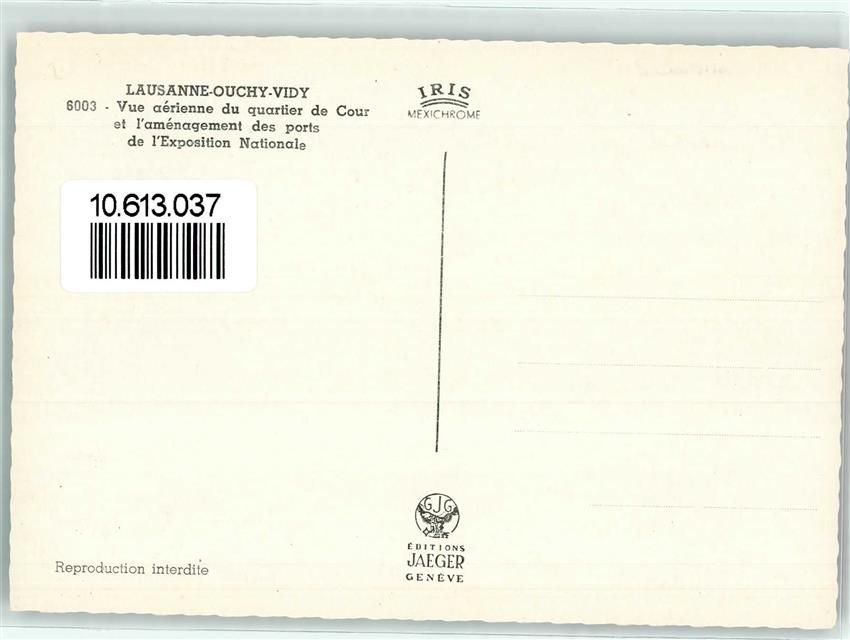 LAUSANNE-OUCHY-VIDY
6003 - Vue aérienne du quartier de Cour
et l'aménagement des ports
de l'Exposition Nationale
IRIS
MEXICHROME
10.613.037
GJG
ÉDITIONS
JAEGER
GENÈVE
Reproduction interdite